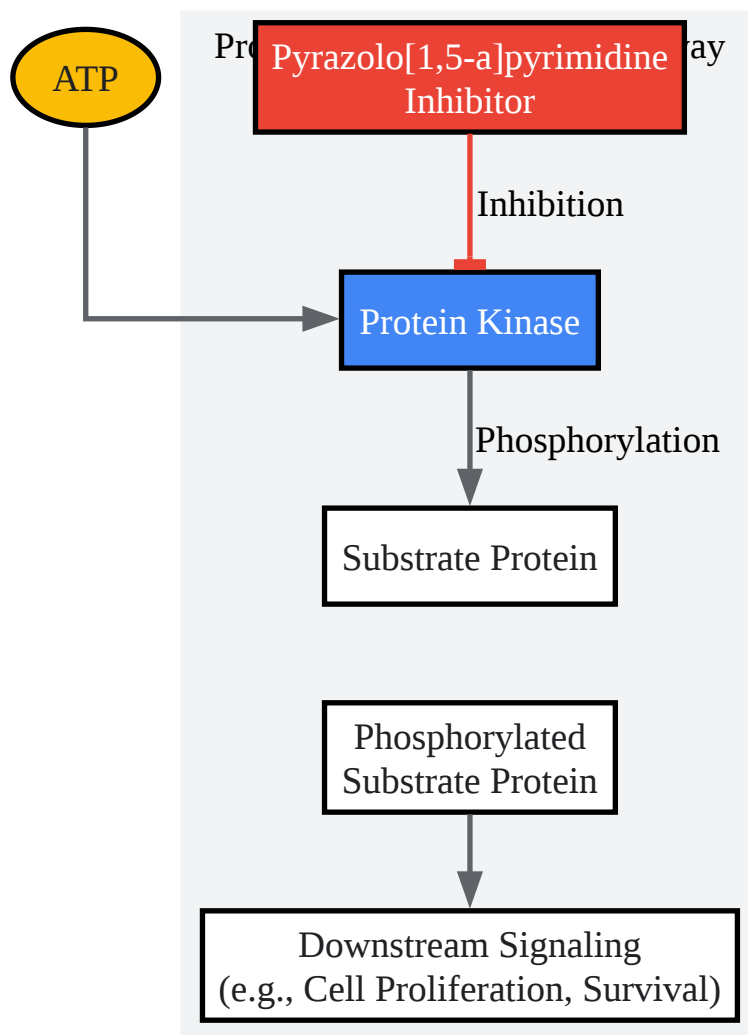 ATP
Pyrazolo[1,5-a]pyrimidine
Inhibitor
Inhibition
Protein Kinase
Phosphorylation
Substrate Protein
Phosphorylated
Substrate Protein
Downstream Signaling
(e.g., Cell Proliferation, Survival)